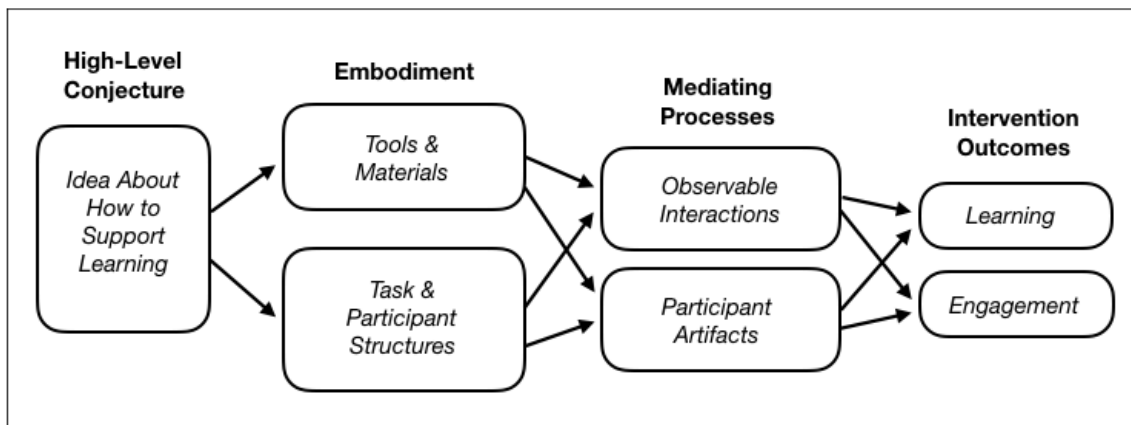 High-Level
Conjecture
Idea About
How to
Support
Learning
Embodiment
Tools &
Materials
Task &
Participant
Structures
Mediating
Processes
Observable
Interactions
Participant
Artifacts
Intervention
Outcomes
Learning
Engagement